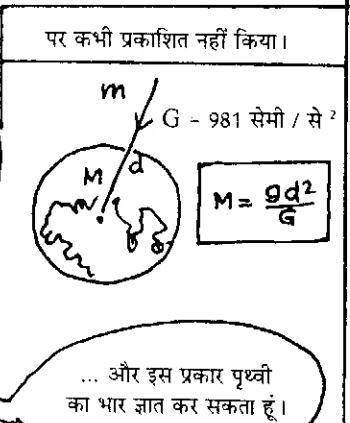 पर कभी प्रकाशित नहीं किया।
m
G - 981 सेमी / से ²
M d
M = gd²/G
... और इस प्रकार पृथ्वी
का भार ज्ञात कर सकता हूं।